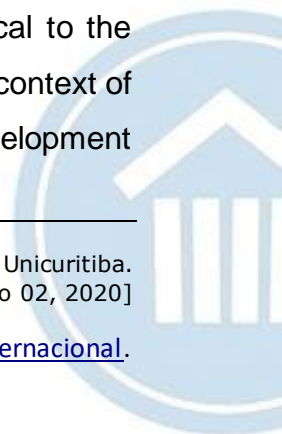 cal to the
context of
elopment
Unicuritiba.
o 02, 2020]
ernacional.